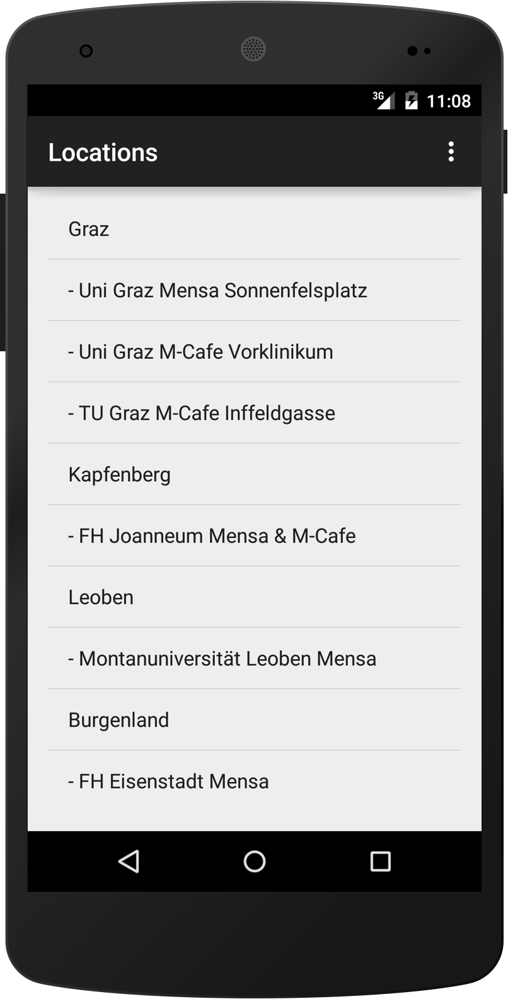 3G 11:08
Locations
Graz
- Uni Graz Mensa Sonnenfelsplatz
- Uni Graz M-Cafe Vorklinikum
- TU Graz M-Cafe Inffeldgasse
Kapfenberg
- FH Joanneum Mensa & M-Cafe
Leoben
- Montanuniversität Leoben Mensa
Burgenland
- FH Eisenstadt Mensa